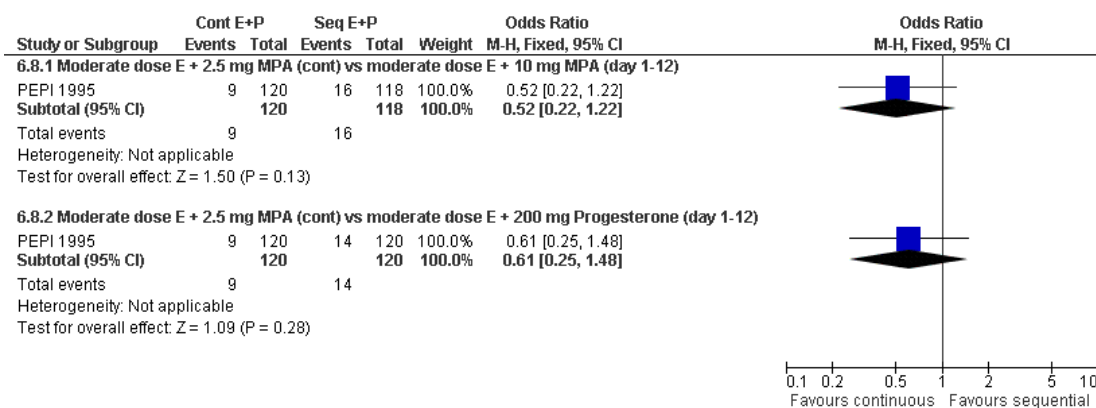 Cont E+P Seq E+P Odds Ratio Odds Ratio
Study or Subgroup Events Total Events Total Weight M-H, Fixed, 95% CI M-H, Fixed, 95% CI
6.8.1 Moderate dose E + 2.5 mg MPA (cont) vs moderate dose E + 10 mg MPA (day 1-12)
PEPI 1995 9 120 16 118 100.0% 0.52 [0.22, 1.22]
Subtotal (95% CI) 120 118 100.0% 0.52 [0.22, 1.22]
Total events 9 16
Heterogeneity: Not applicable
Test for overall effect: Z = 1.50 (P = 0.13)
6.8.2 Moderate dose E + 2.5 mg MPA (cont) vs moderate dose E + 200 mg Progesterone (day 1-12)
PEPI 1995 9 120 14 120 100.0% 0.61 [0.25, 1.48]
Subtotal (95% CI) 120 120 100.0% 0.61 [0.25, 1.48]
Total events 9 14
Heterogeneity: Not applicable
Test for overall effect: Z = 1.09 (P = 0.28)
0.1 0.2 0.5 1 2 5 10
Favours continuous Favours sequential